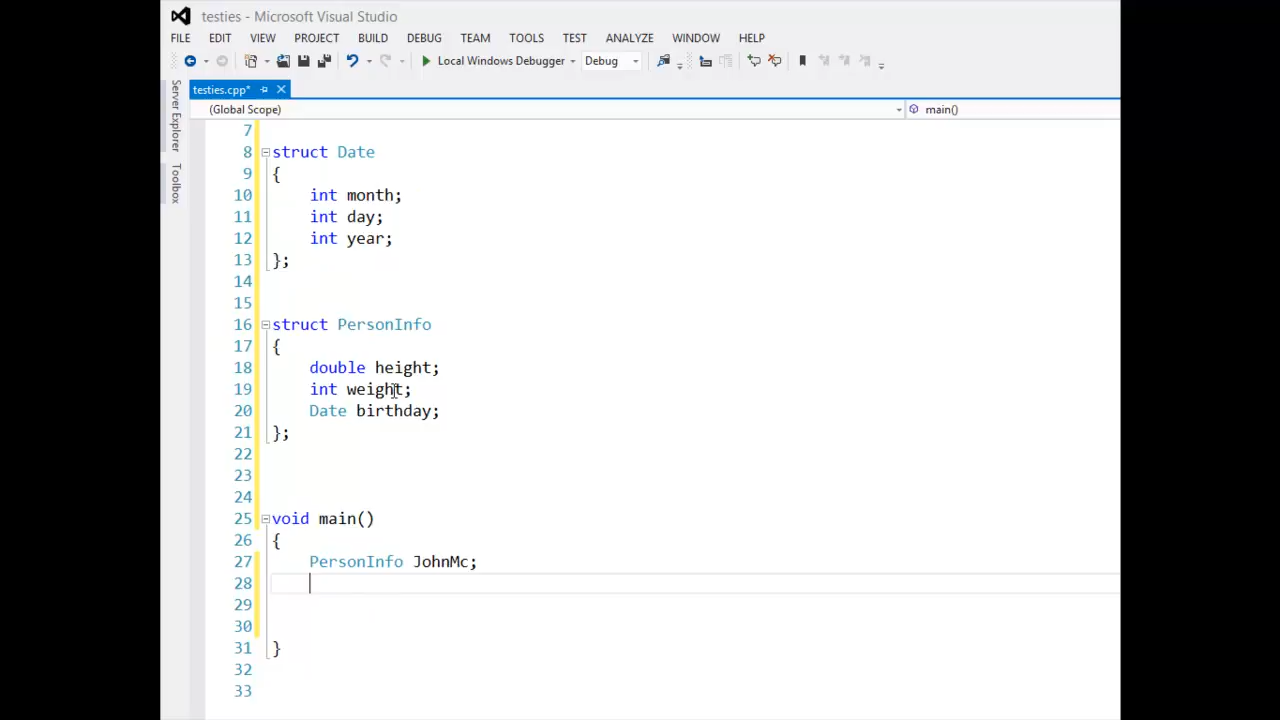 testies - Microsoft Visual Studio
FILE EDIT VIEW PROJECT BUILD DEBUG TEAM TOOLS TEST ANALYZE WINDOW HELP
Local Windows Debugger Debug
Server Explorer
Toolbox
testies.cpp*
(Global Scope) main()
7
8 struct Date
9 {
10 int month;
11 int day;
12 int year;
13 };
14
15
16 struct PersonInfo
17 {
18 double height;
19 int weight;
20 Date birthday;
21 };
22
23
24
25 void main()
26 {
27 PersonInfo JohnMc;
28
29
30
31 }
32
33